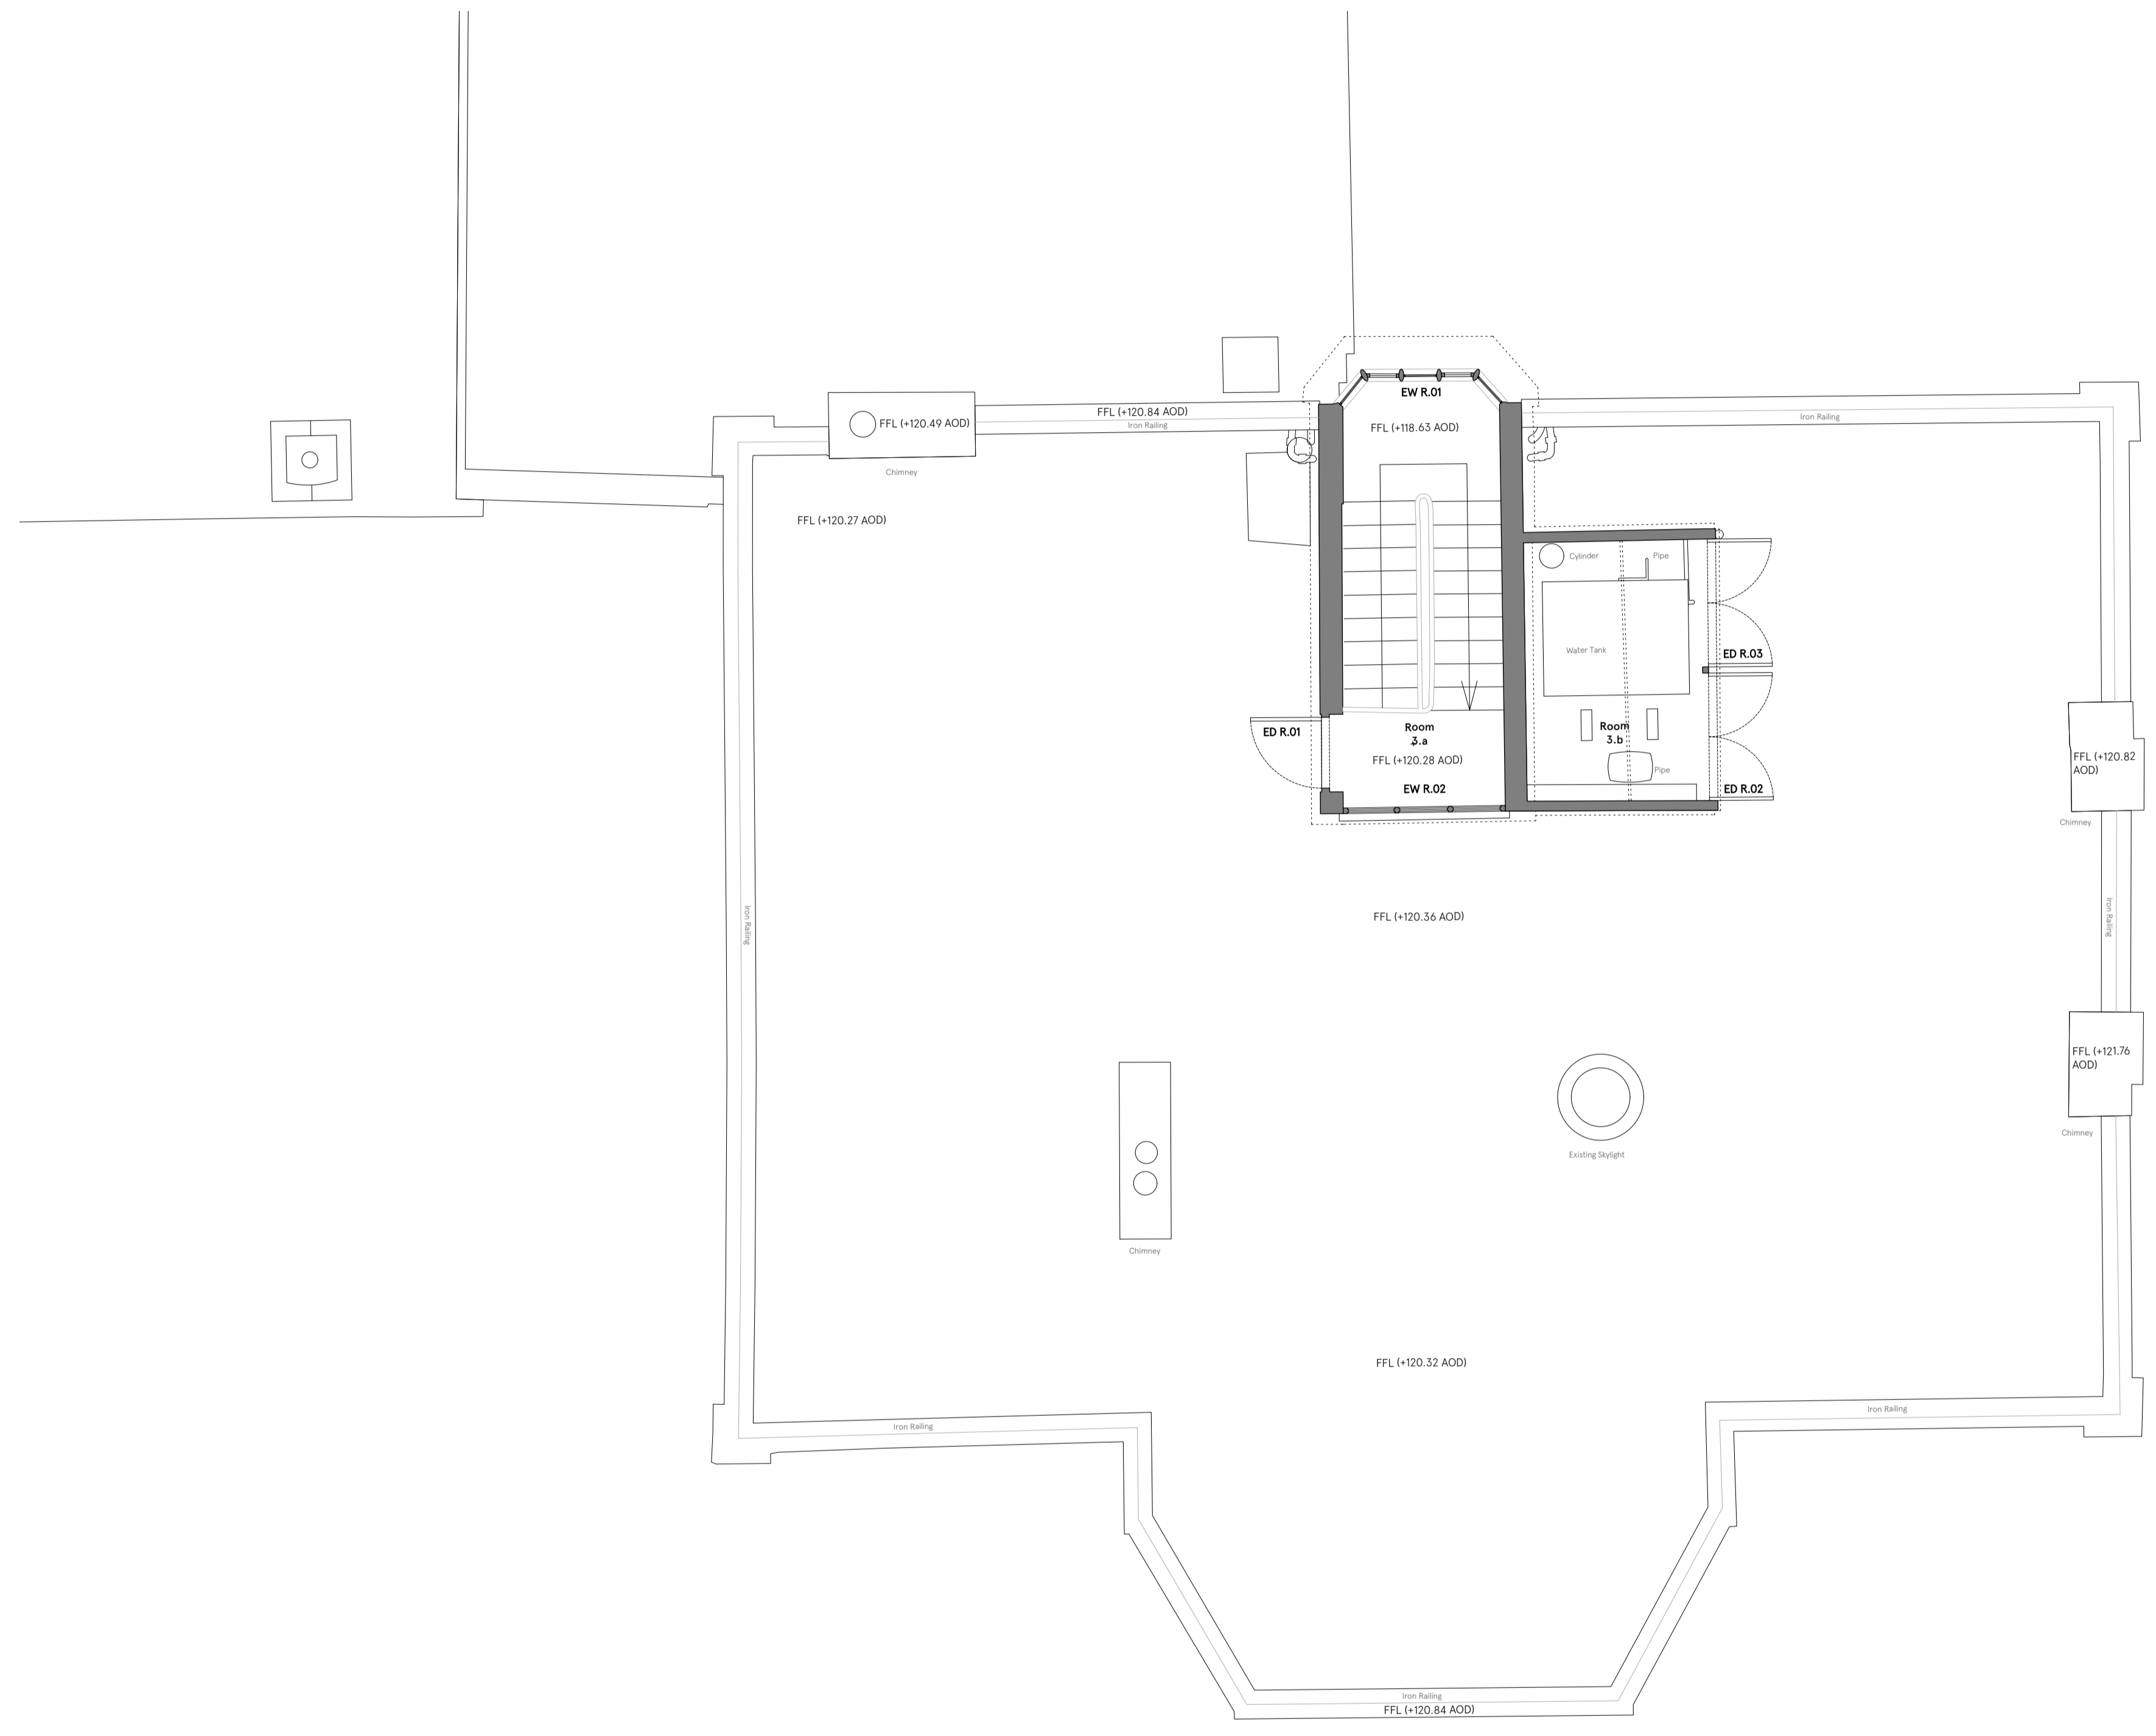 EW R.01
FFL (+120.84 AOD)
Iron Railing
Iron Railing
FFL (+120.49 AOD)
FFL (+118.63 AOD)
Chimney
FFL (+120.27 AOD)
Cylinder
Pipe
Water Tank
ED R.03
ED R.01
Room
3.a
FFL (+120.28 AOD)
Room
3.b
Pipe
EW R.02
ED R.02
FFL (+120.82
AOD)
Chimney
Iron Railing
FFL (+120.36 AOD)
Iron Railing
FFL (+121.76
AOD)
Chimney
Existing Skylight
Chimney
FFL (+120.32 AOD)
Iron Railing
Iron Railing
Iron Railing
FFL (+120.84 AOD)